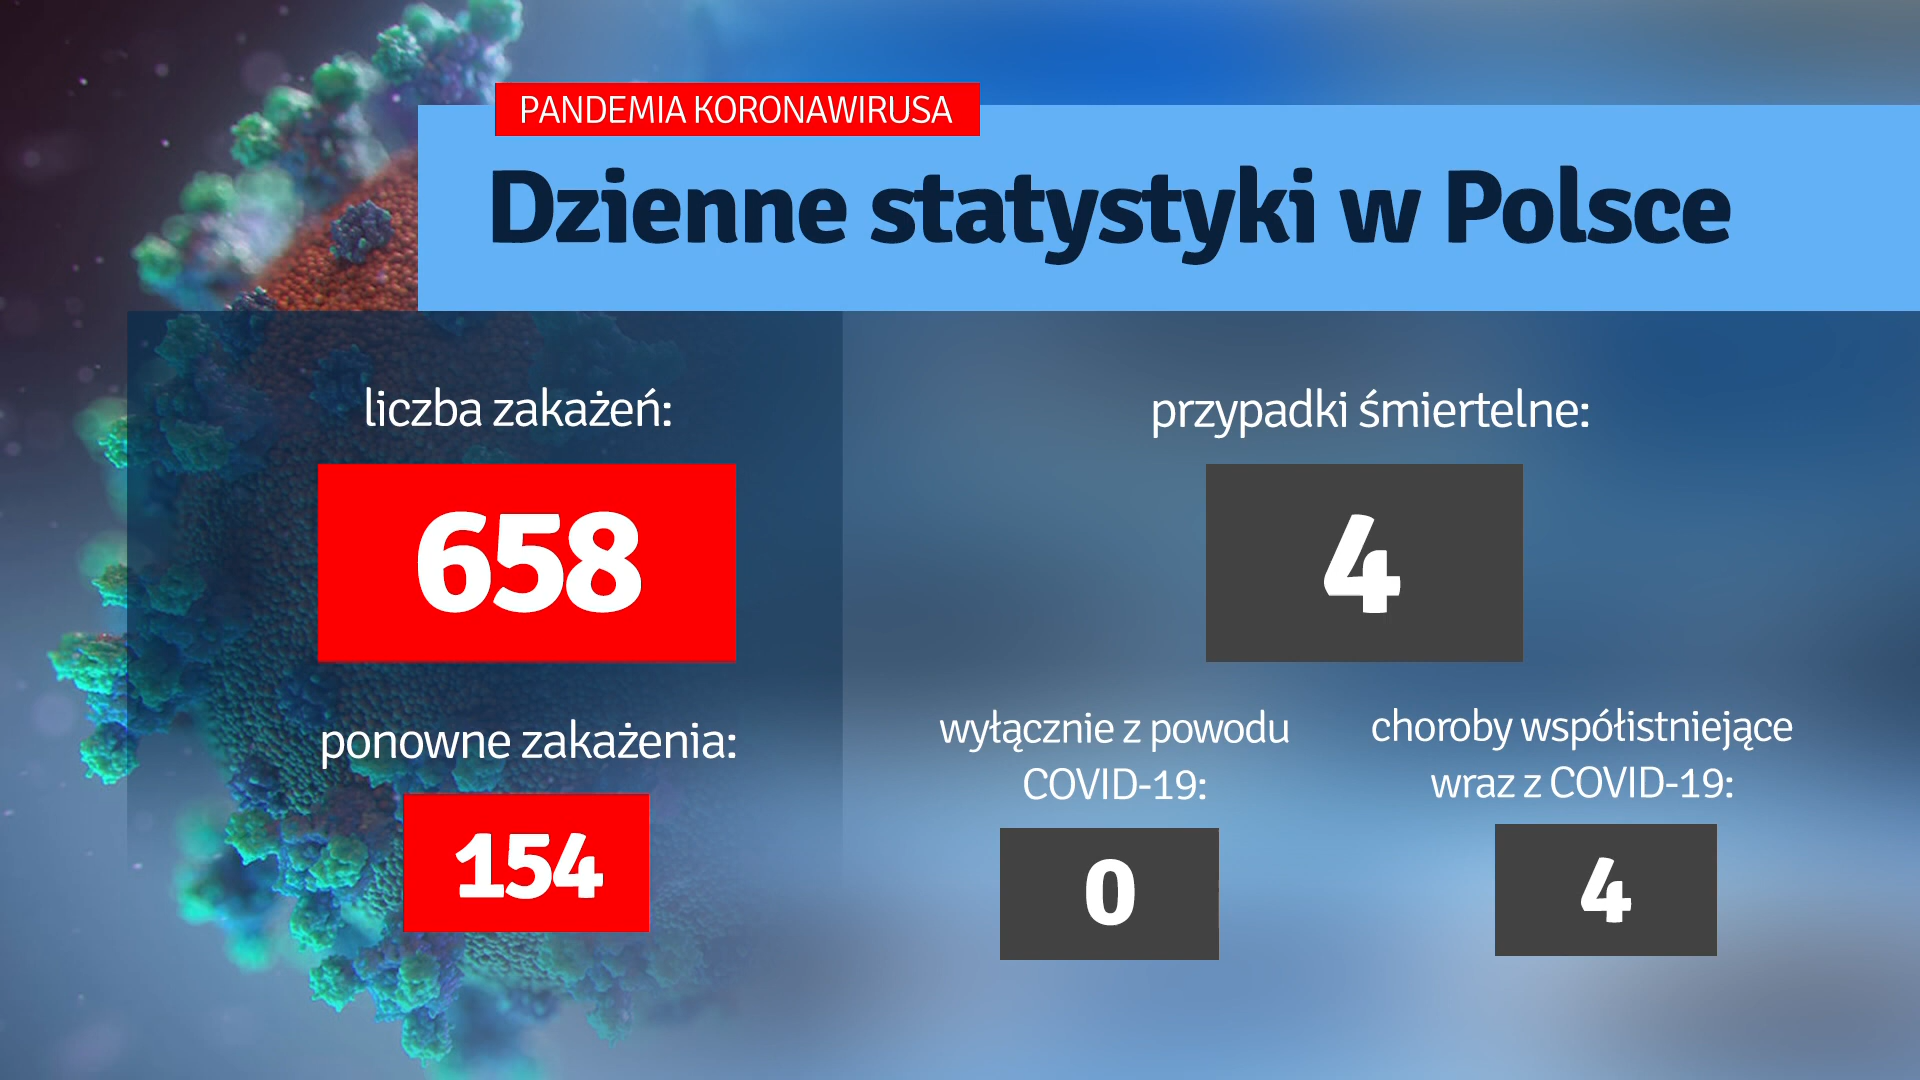 PANDEMIA KORONAWIRUSA
Dzienne statystyki w Polsce
liczba zakażeń:
658
ponowne zakażenia:
154
przypadki śmiertelne:
4
wyłącznie z powodu
COVID-19:
0
choroby współistniejące
wraz z COVID-19:
4